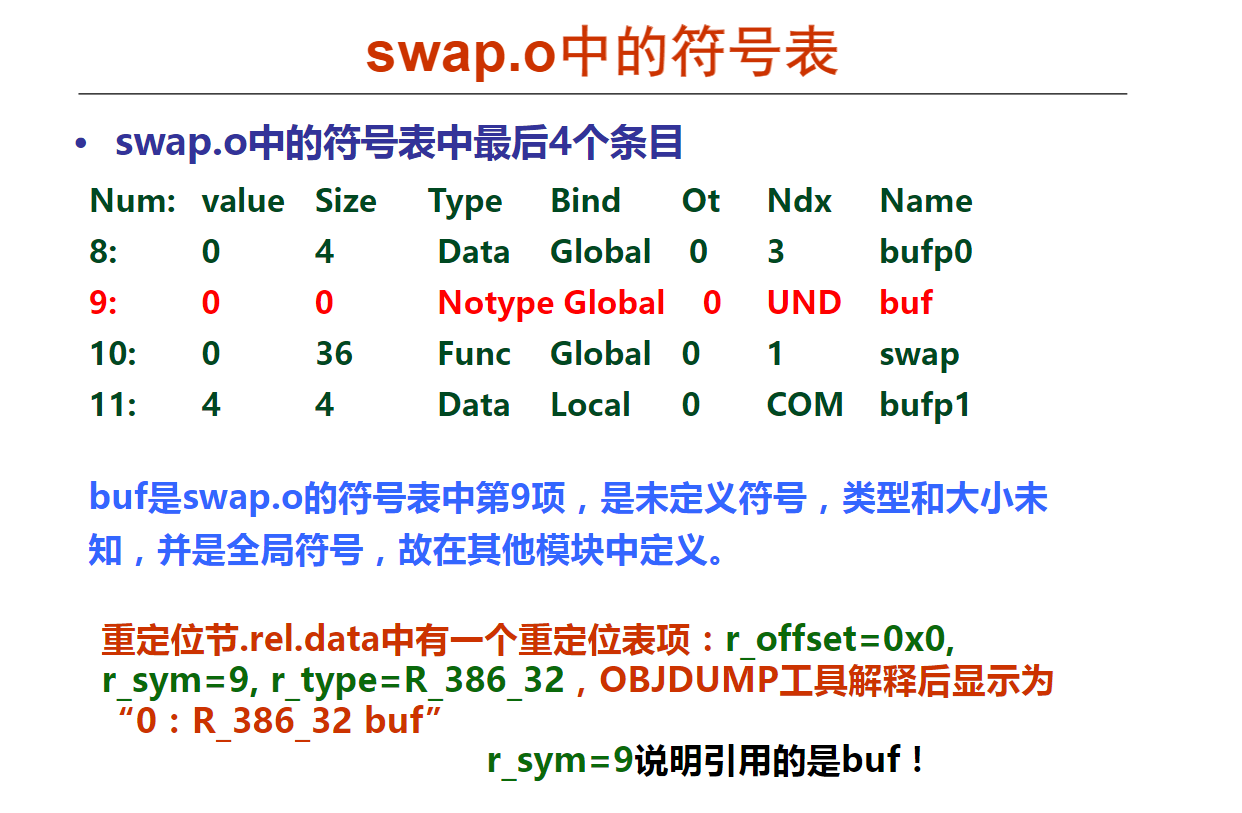 swap.o中的符号表
• swap.o中的符号表中最后4个条目
Num: value Size Type Bind Ot Ndx Name
8: 0 4 Data Global 0 3 bufp0
9: 0 0 Notype Global 0 UND buf
10: 0 36 Func Global 0 1 swap
11: 4 4 Data Local 0 COM bufp1
buf是swap.o的符号表中第9项，是未定义符号，类型和大小未
知，并是全局符号，故在其他模块中定义。
重定位节.rel.data中有一个重定位表项：r_offset=0x0,
r_sym=9, r_type=R_386_32，OBJDUMP工具解释后显示为
“0：R_386_32 buf”
r_sym=9说明引用的是buf！